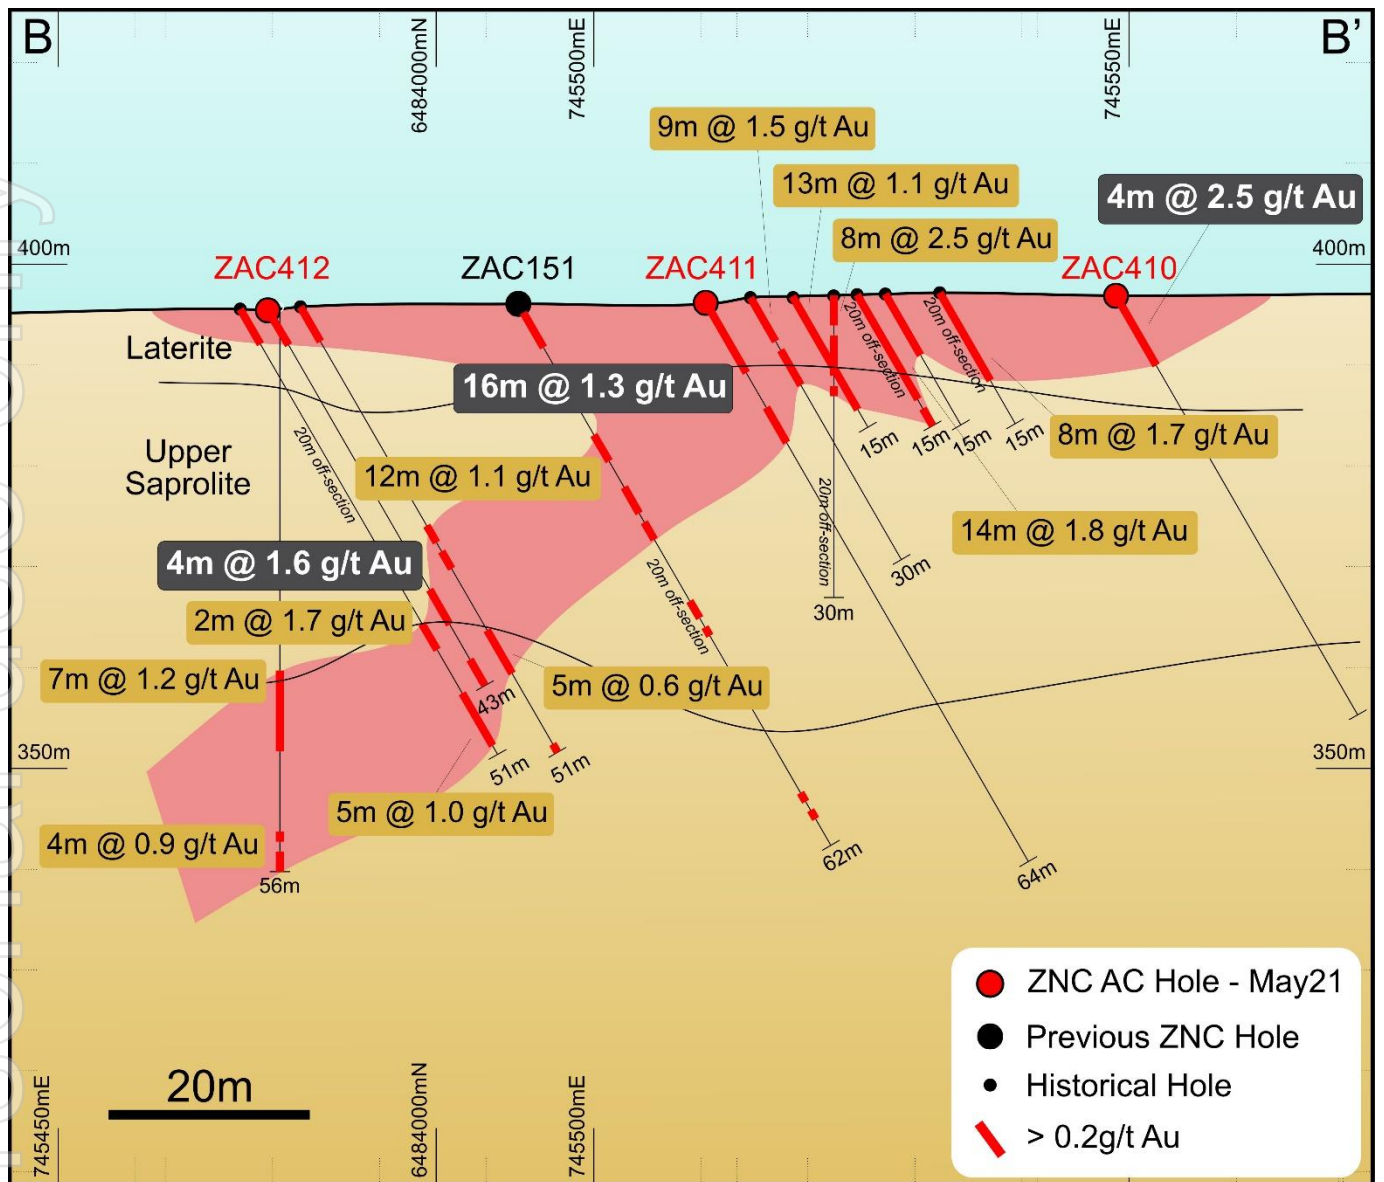 B
B'
6484000mN
745500mE
745550mE
9m @ 1.5 g/t Au
13m @ 1.1 g/t Au
4m @ 2.5 g/t Au
8m @ 2.5 g/t Au
400m
400m
ZAC412
ZAC151
ZAC411
ZAC410
Laterite
20m off-section
20m off-section
16m @ 1.3 g/t Au
Upper
Saprolite
20m off-section
15m
15m
15m
15m
8m @ 1.7 g/t Au
12m @ 1.1 g/t Au
20m off-section
14m @ 1.8 g/t Au
4m @ 1.6 g/t Au
30m
30m
20m off-section
2m @ 1.7 g/t Au
7m @ 1.2 g/t Au
5m @ 0.6 g/t Au
43m
350m
350m
51m
51m
5m @ 1.0 g/t Au
4m @ 0.9 g/t Au
56m
62m
64m
ZNC AC Hole - May21
Previous ZNC Hole
Historical Hole
> 0.2g/t Au
20m
745450mE
6484000mN
745500mE